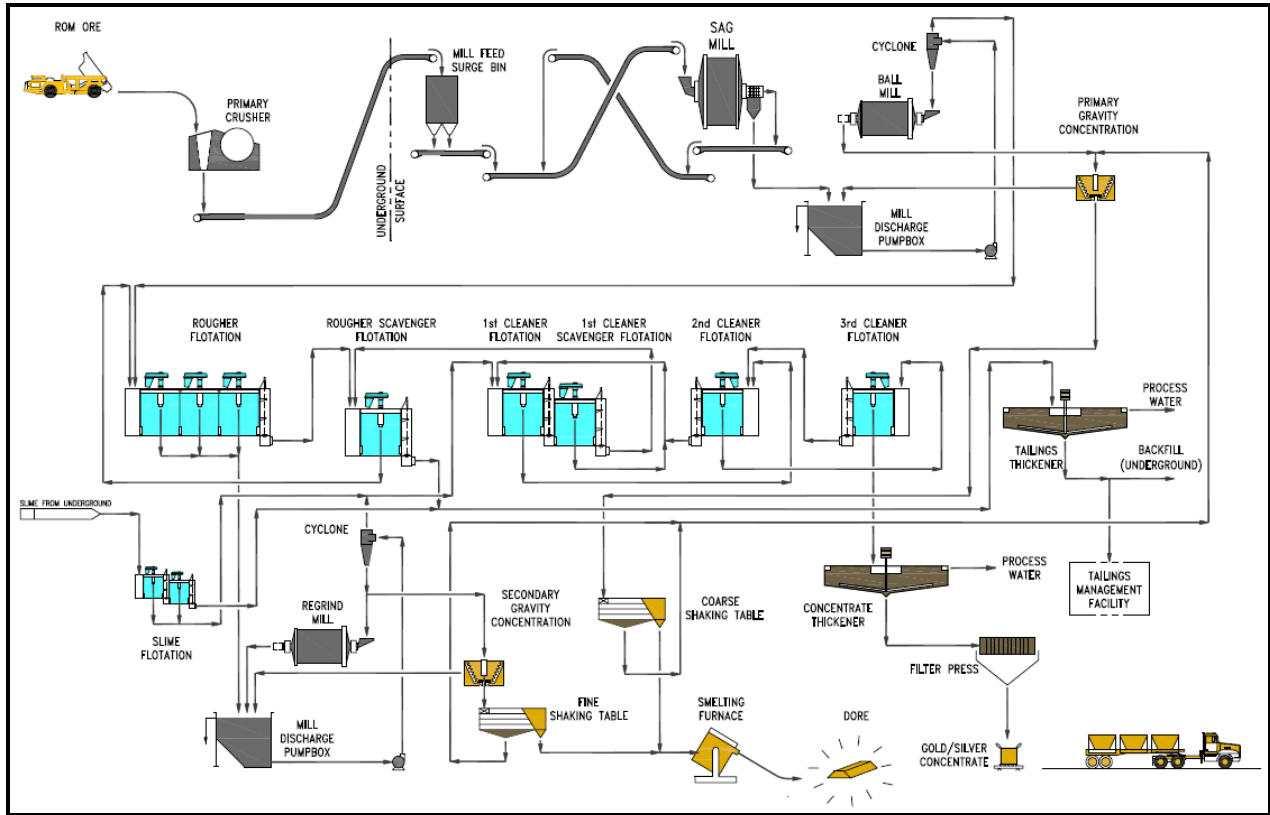 ROM ORE
PRIMARY
CRUSHER
UNDERGROUND
SURFACE
MILL FEED
SURGE BIN
SAG
MILL
CYCLONE
BALL
MILL
PRIMARY
GRAVITY
CONCENTRATION
MILL
DISCHARGE
PUMPBOX
ROUGHER
FLOTATION
ROUGHER SCAVENGER
FLOTATION
1st CLEANER
FLOTATION
1st CLEANER
SCAVENGER FLOTATION
2nd CLEANER
FLOTATION
3rd CLEANER
FLOTATION
PROCESS
WATER
TAILINGS
THICKENER
BACKFILL
(UNDERGROUND)
SLIME FROM UNDERGROUND
SLIME
FLOTATION
CYCLONE
REGRIND
MILL
SECONDARY
GRAVITY
CONCENTRATION
COARSE
SHAKING TABLE
CONCENTRATE
THICKENER
PROCESS
WATER
TAILINGS
MANAGEMENT
FACILITY
FILTER PRESS
MILL
DISCHARGE
PUMPBOX
FINE
SHAKING TABLE
SMELTING
FURNACE
DORE
GOLD/SILVER
CONCENTRATE